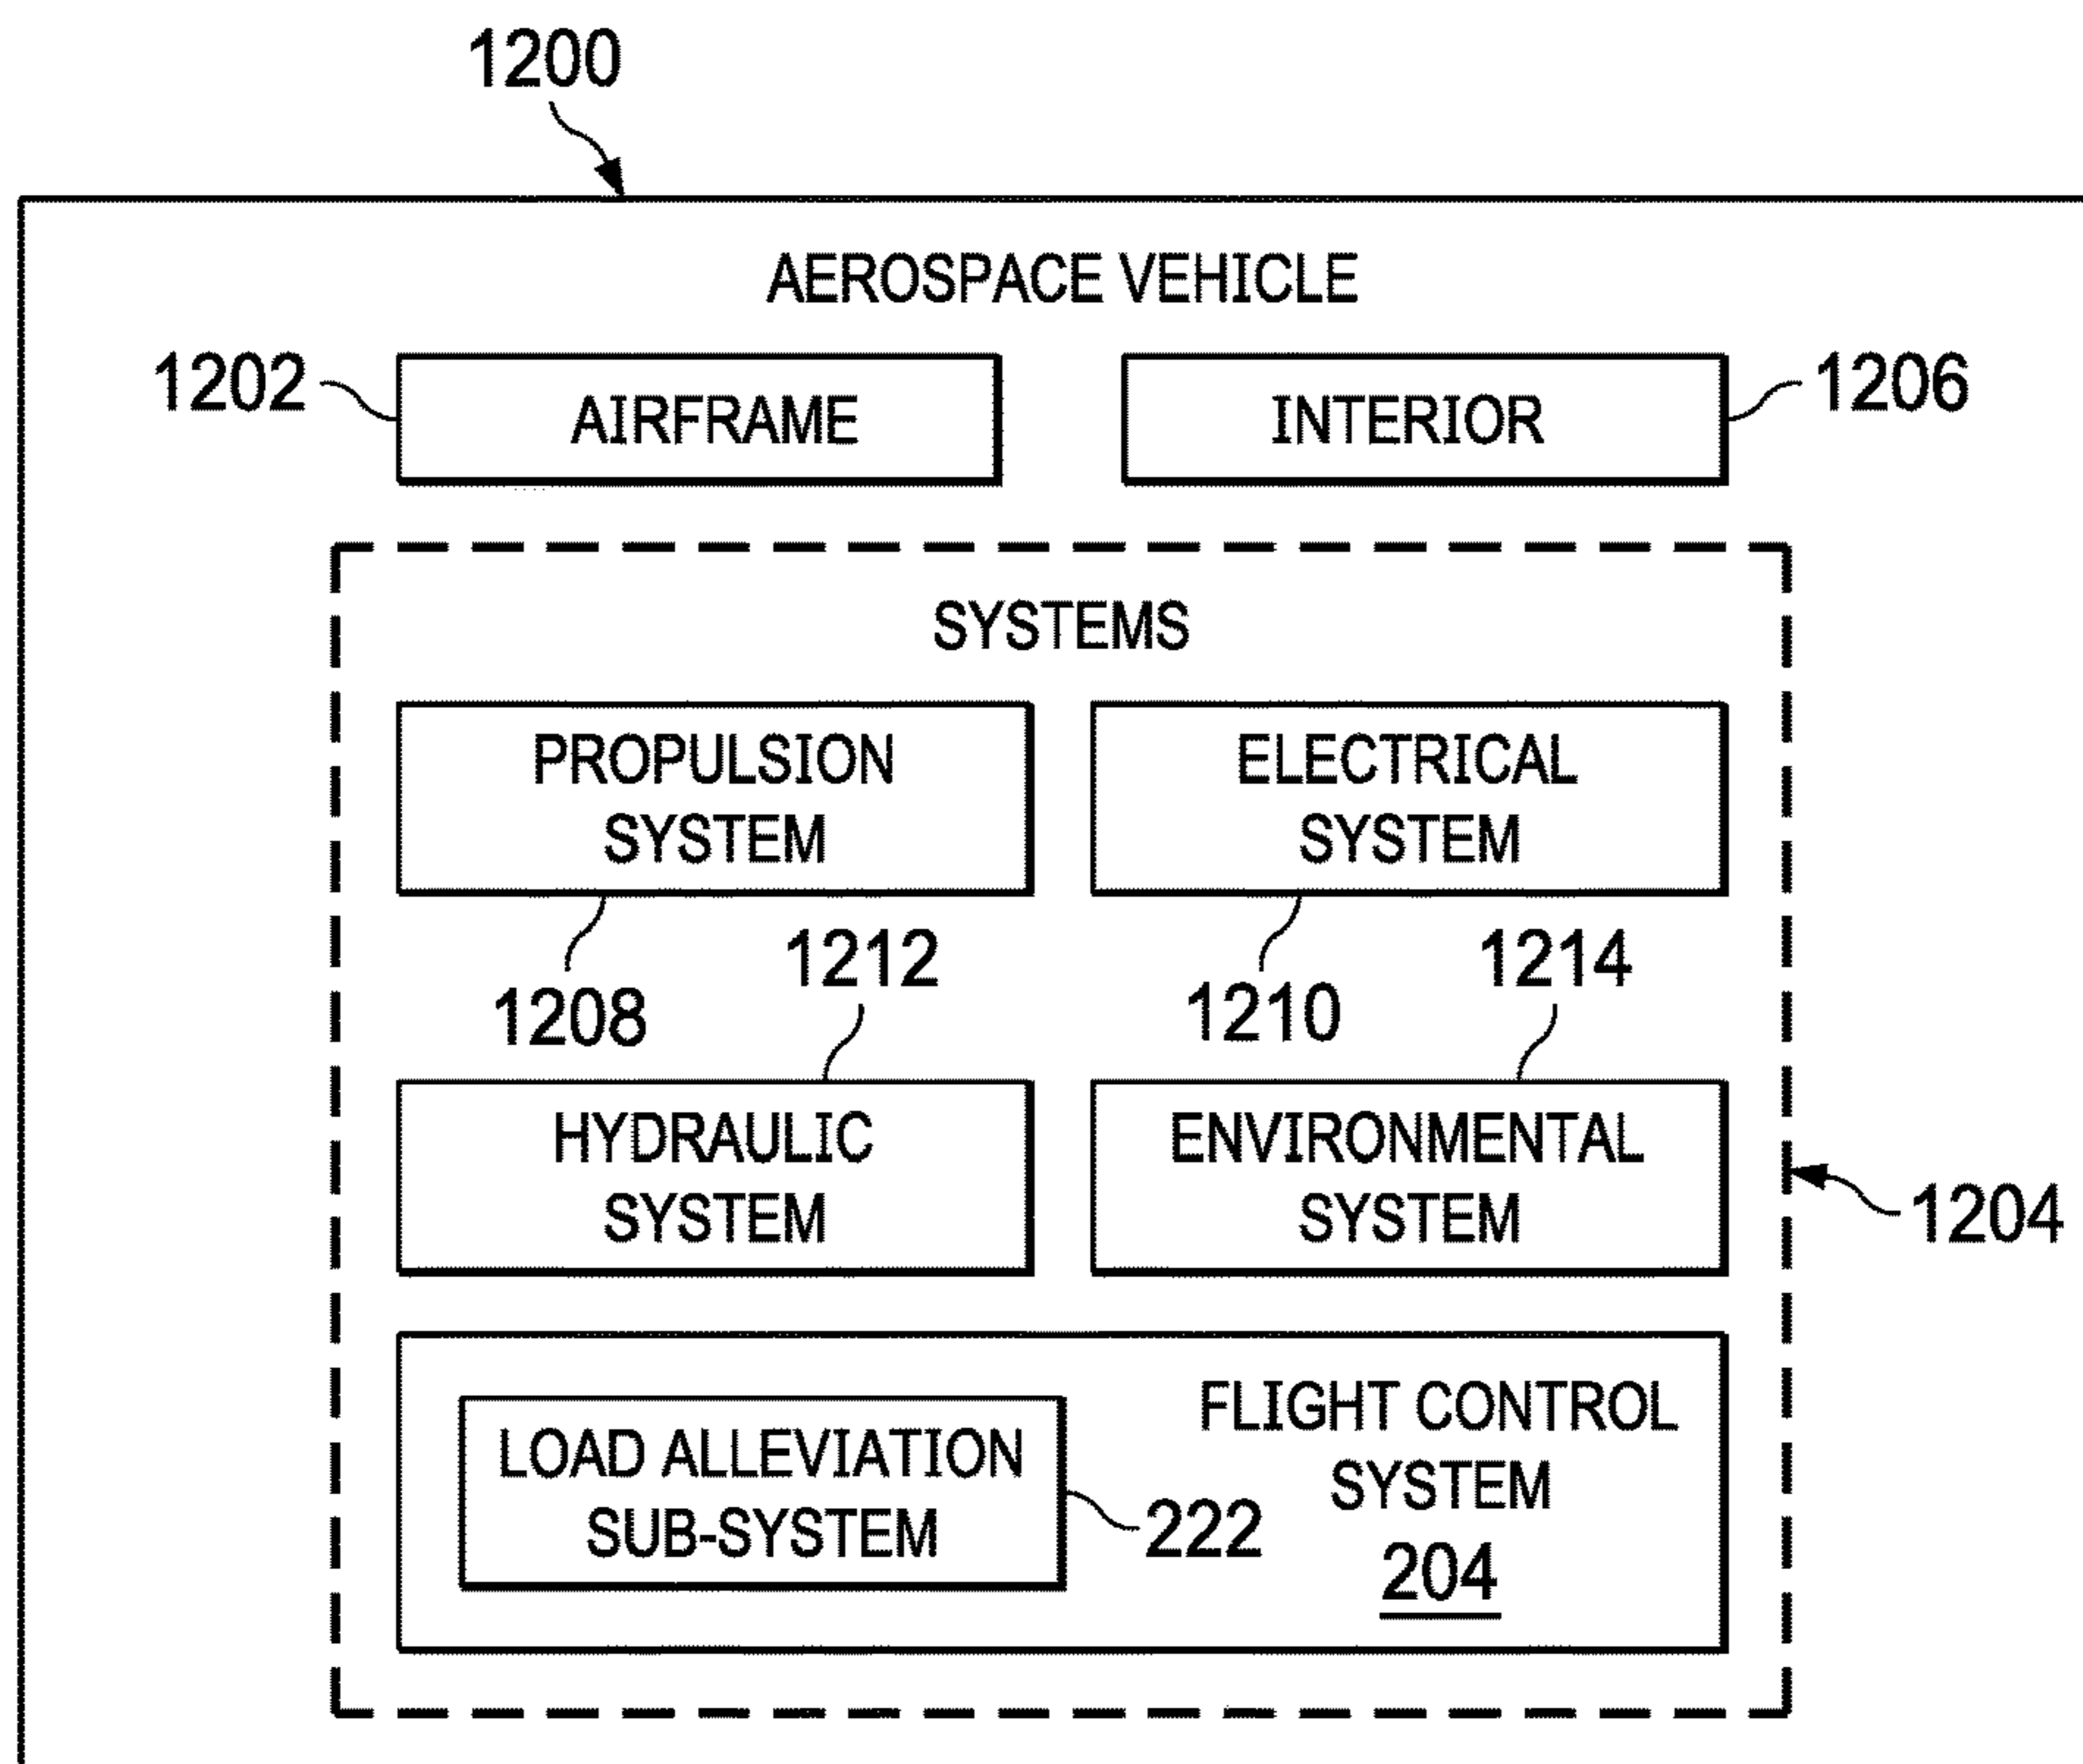 1200
AEROSPACE VEHICLE
1202
AIRFRAME
INTERIOR
1206
SYSTEMS
PROPULSION
SYSTEM
ELECTRICAL
SYSTEM
1208
1212
1210
1214
HYDRAULIC
SYSTEM
ENVIRONMENTAL
SYSTEM
1204
LOAD ALLEVIATION
SUB-SYSTEM
222
FLIGHT CONTROL
SYSTEM
204